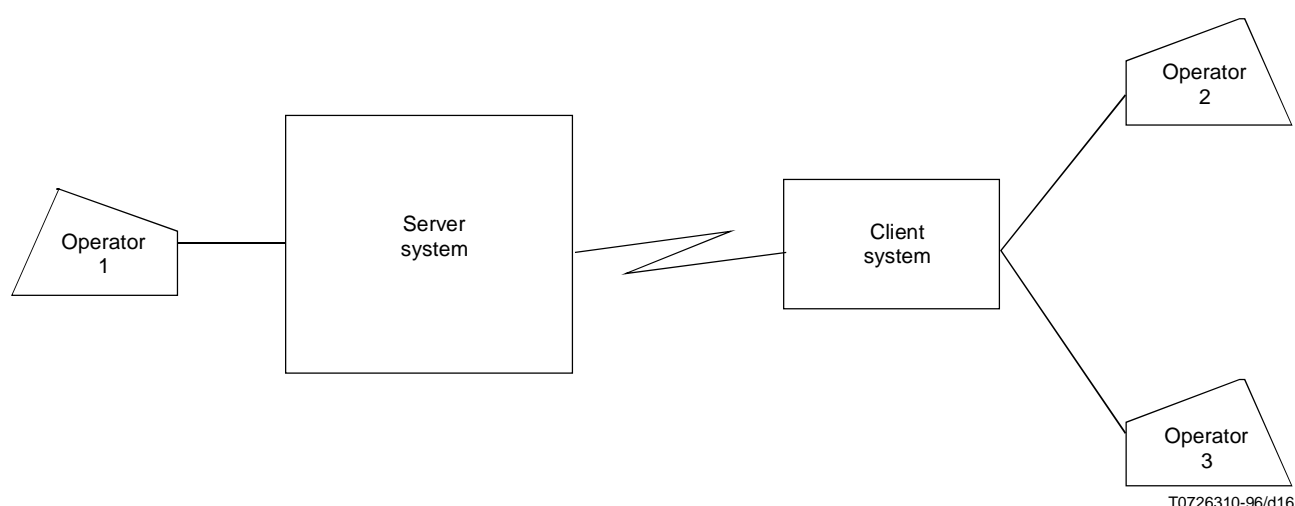 Operator
1
Server
system
Client
system
Operator
2
Operator
3
T0726310-96/d16